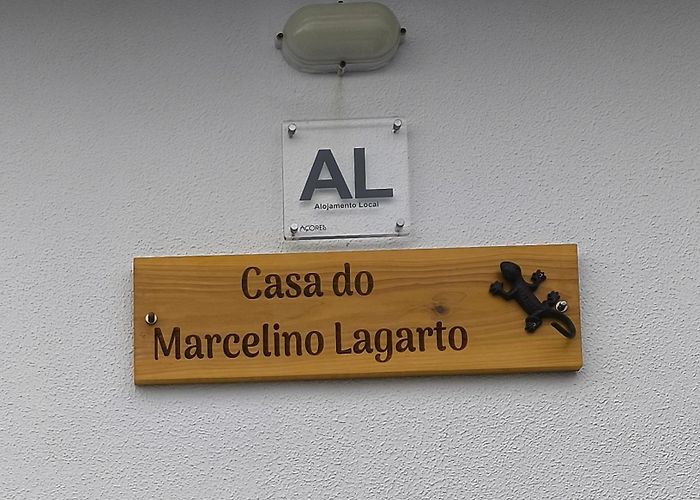 AL
Alojamento Local
AÇORES
Casa do
Marcelino Lagarto